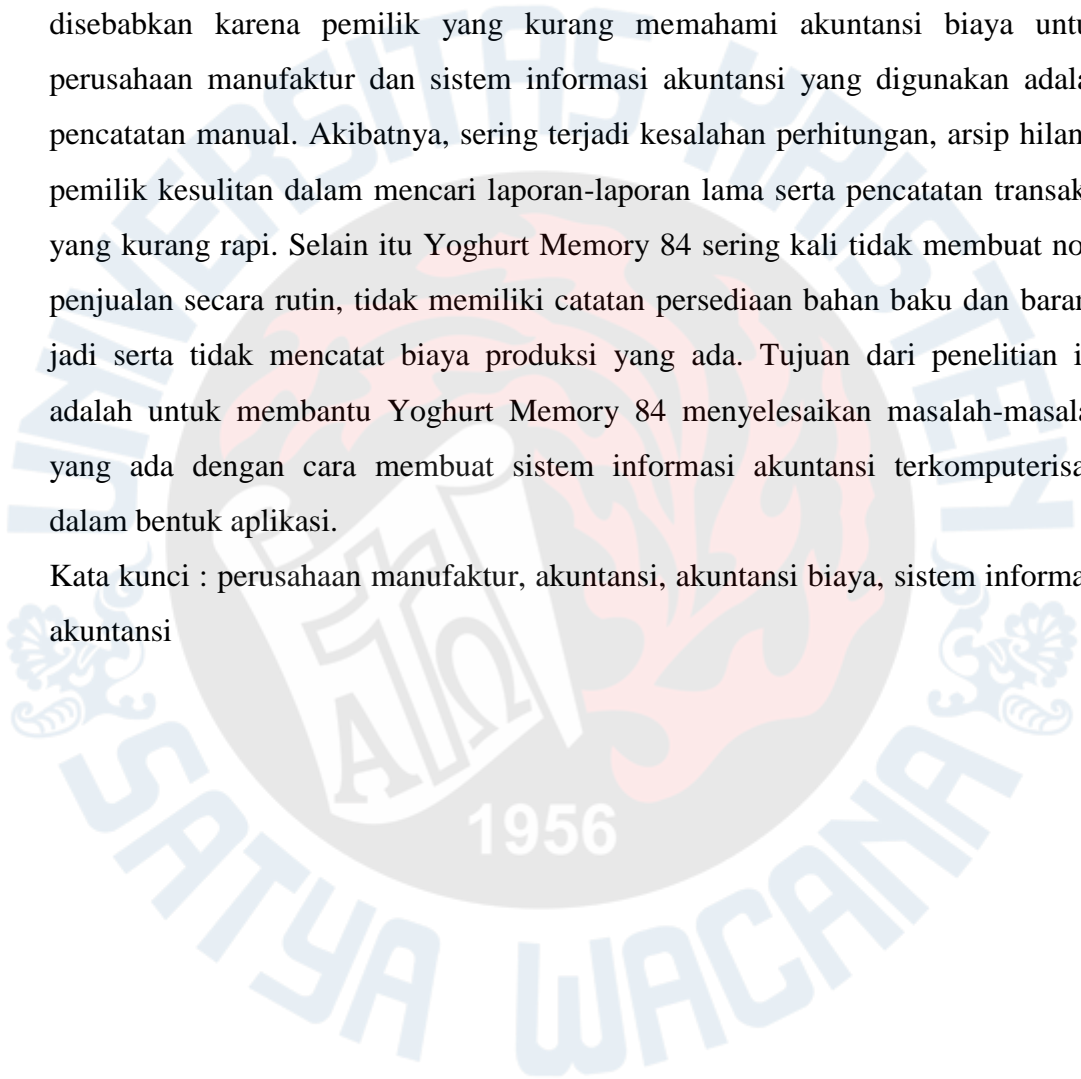 disebabkan karena pemilik yang kurang memahami akuntansi biaya untu
perusahaan manufaktur dan sistem informasi akuntansi yang digunakan adala
pencatatan manual. Akibatnya, sering terjadi kesalahan perhitungan, arsip hilan
pemilik kesulitan dalam mencari laporan-laporan lama serta pencatatan transak
yang kurang rapi. Selain itu Yoghurt Memory 84 sering kali tidak membuat no
penjualan secara rutin, tidak memiliki catatan persediaan bahan baku dan baran
jadi serta tidak mencatat biaya produksi yang ada. Tujuan dari penelitian i
adalah untuk membantu Yoghurt Memory 84 menyelesaikan masalah-masala
yang ada dengan cara membuat sistem informasi akuntansi terkomputerisa
dalam bentuk aplikasi.
Kata kunci : perusahaan manufaktur, akuntansi, akuntansi biaya, sistem informa
akuntansi
UNIVERSITAS KRISTEN
SATYA WACANA
A Ω
1956